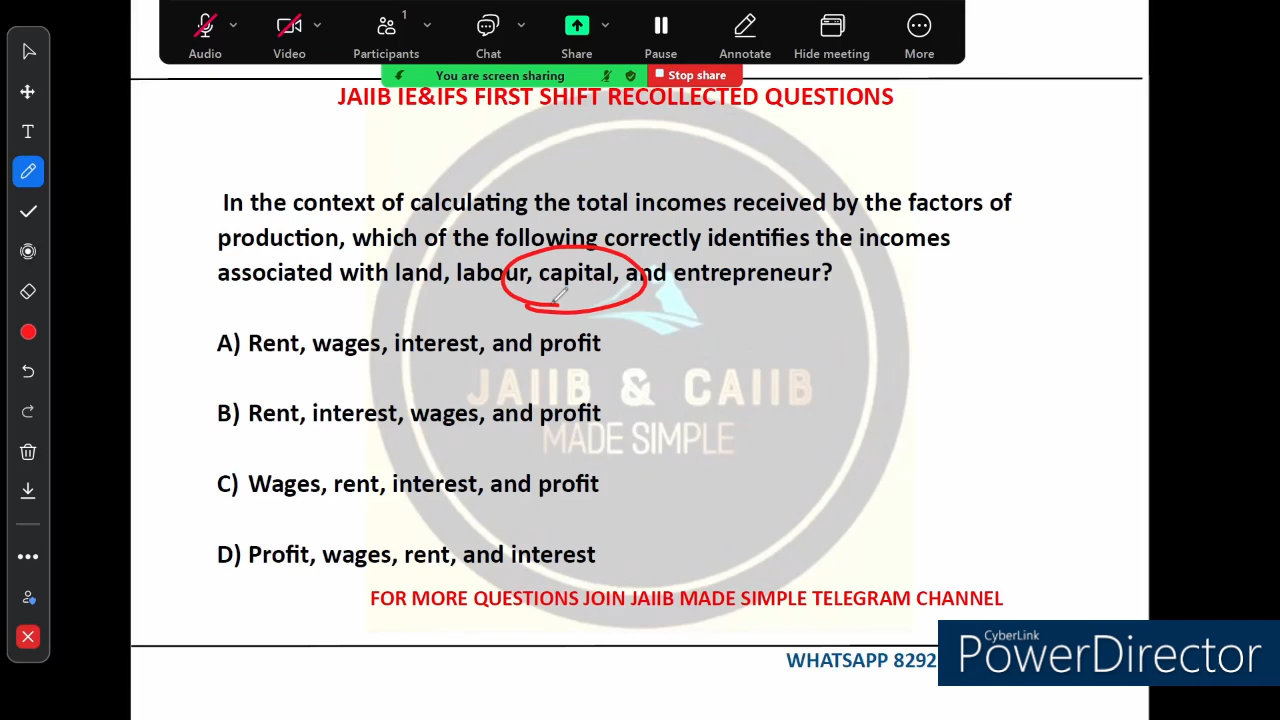 1
Audio
Video
Participants
Chat
Share
Pause
Annotate
Hide meeting
More
You are screen sharing
Stop share
JAIIB IE&IFS FIRST SHIFT RECOLLECTED QUESTIONS
In the context of calculating the total incomes received by the factors of
production, which of the following correctly identifies the incomes
associated with land, labour, capital, and entrepreneur?
A) Rent, wages, interest, and profit
B) Rent, interest, wages, and profit
C) Wages, rent, interest, and profit
D) Profit, wages, rent, and interest
JAIIB & CAIIB
MADE SIMPLE
FOR MORE QUESTIONS JOIN JAIIB MADE SIMPLE TELEGRAM CHANNEL
WHATSAPP 8292
CyberLink
PowerDirector